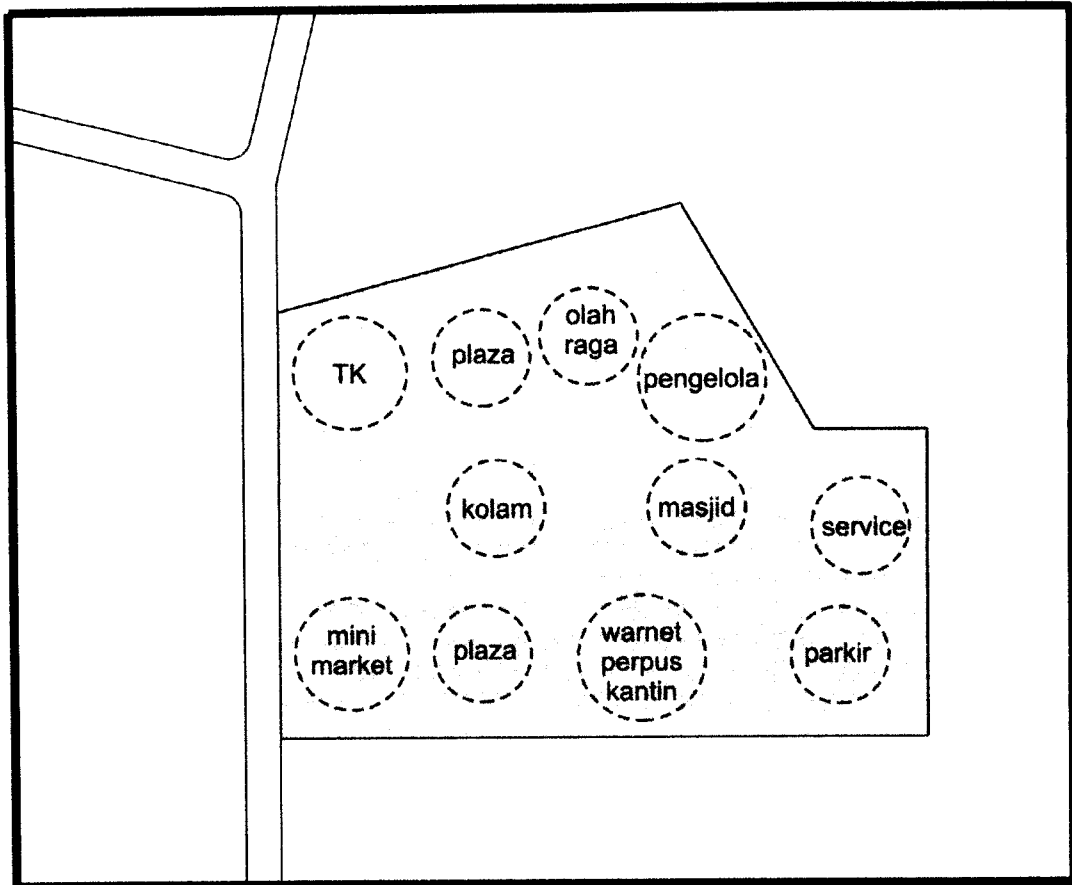 olah
raga
TK
plaza
pengelola
kolam
masjid
service
mini
market
plaza
warnet
perpus
kantin
parkir